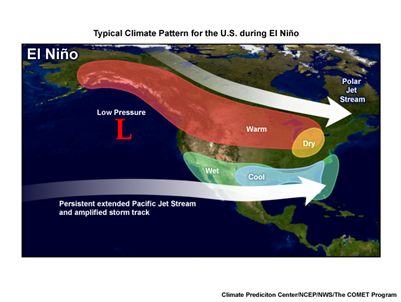 Typical Climate Pattern for the U.S. during El Niño
El Niño
Polar
Jet
Stream
Low Pressure
L
Warm
Dry
Wet
Cool
Persistent extended Pacific Jet Stream
and amplified storm track
Climate Prediciton Center/NCEP/NWS/The COMET Program